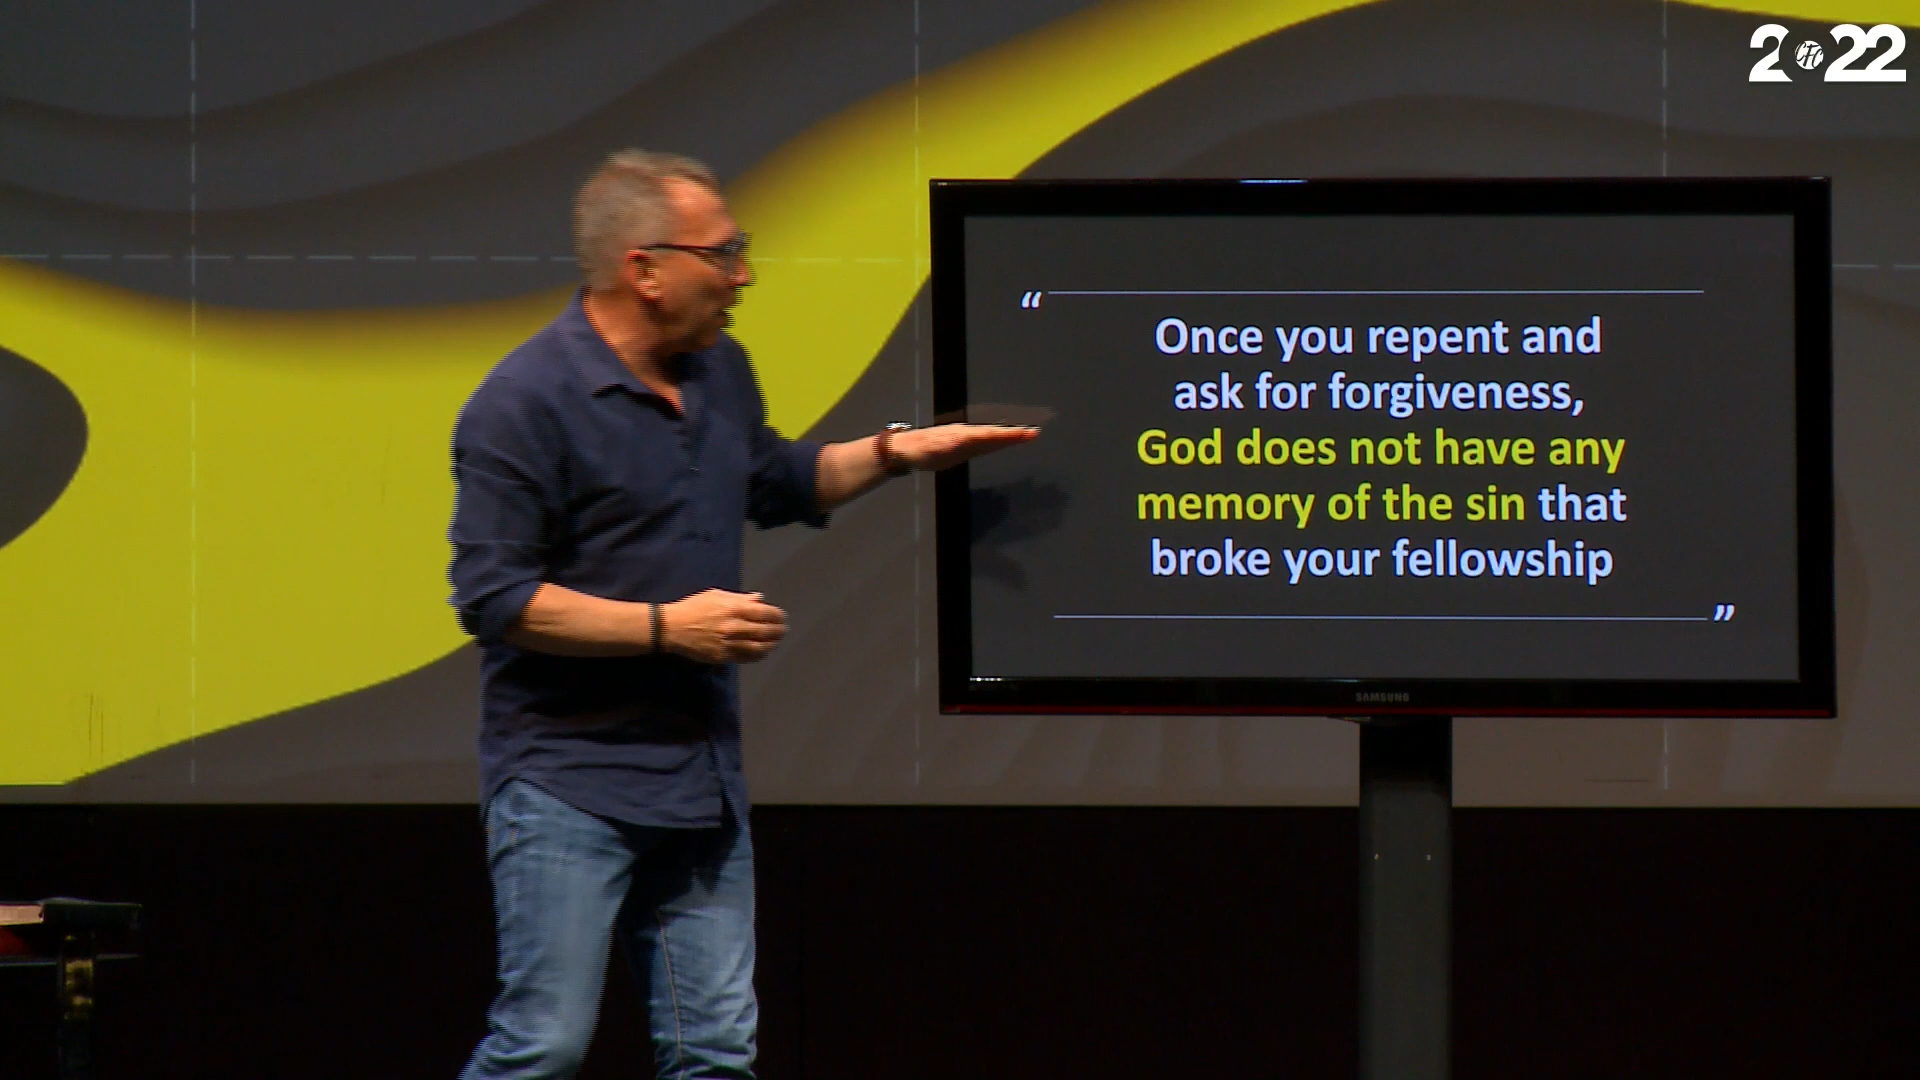 2022
“
Once you repent and
ask for forgiveness,
God does not have any
memory of the sin that
broke your fellowship
”
SAMSUNG